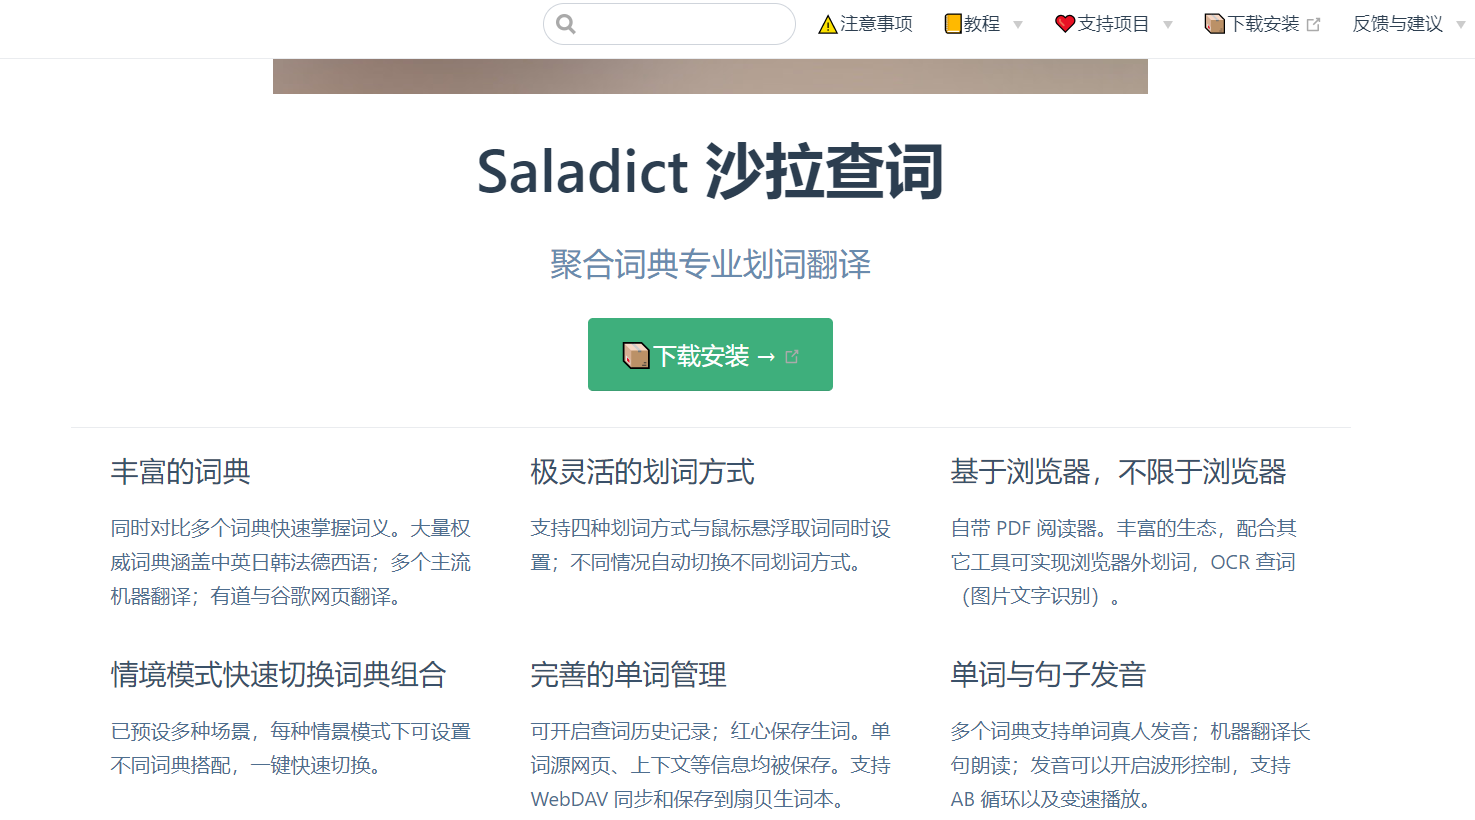 注意事项
教程
支持项目
下载安装
反馈与建议
Saladict 沙拉查词
聚合词典专业划词翻译
下载安装 →
丰富的词典
同时对比多个词典快速掌握词义。大量权
威词典涵盖中英日韩法德西语；多个主流
机器翻译；有道与谷歌网页翻译。
极灵活的划词方式
支持四种划词方式与鼠标悬浮取词同时设
置；不同情况自动切换不同划词方式。
基于浏览器，不限于浏览器
自带 PDF 阅读器。丰富的生态，配合其
它工具可实现浏览器外划词，OCR 查词
（图片文字识别）。
情境模式快速切换词典组合
已预设多种场景，每种情景模式下可设置
不同词典搭配，一键快速切换。
完善的单词管理
可开启查词历史记录；红心保存生词。单
词源网页、上下文等信息均被保存。支持
WebDAV 同步和保存到扇贝生词本。
单词与句子发音
多个词典支持单词真人发音；机器翻译长
句朗读；发音可以开启波形控制，支持
AB 循环以及变速播放。